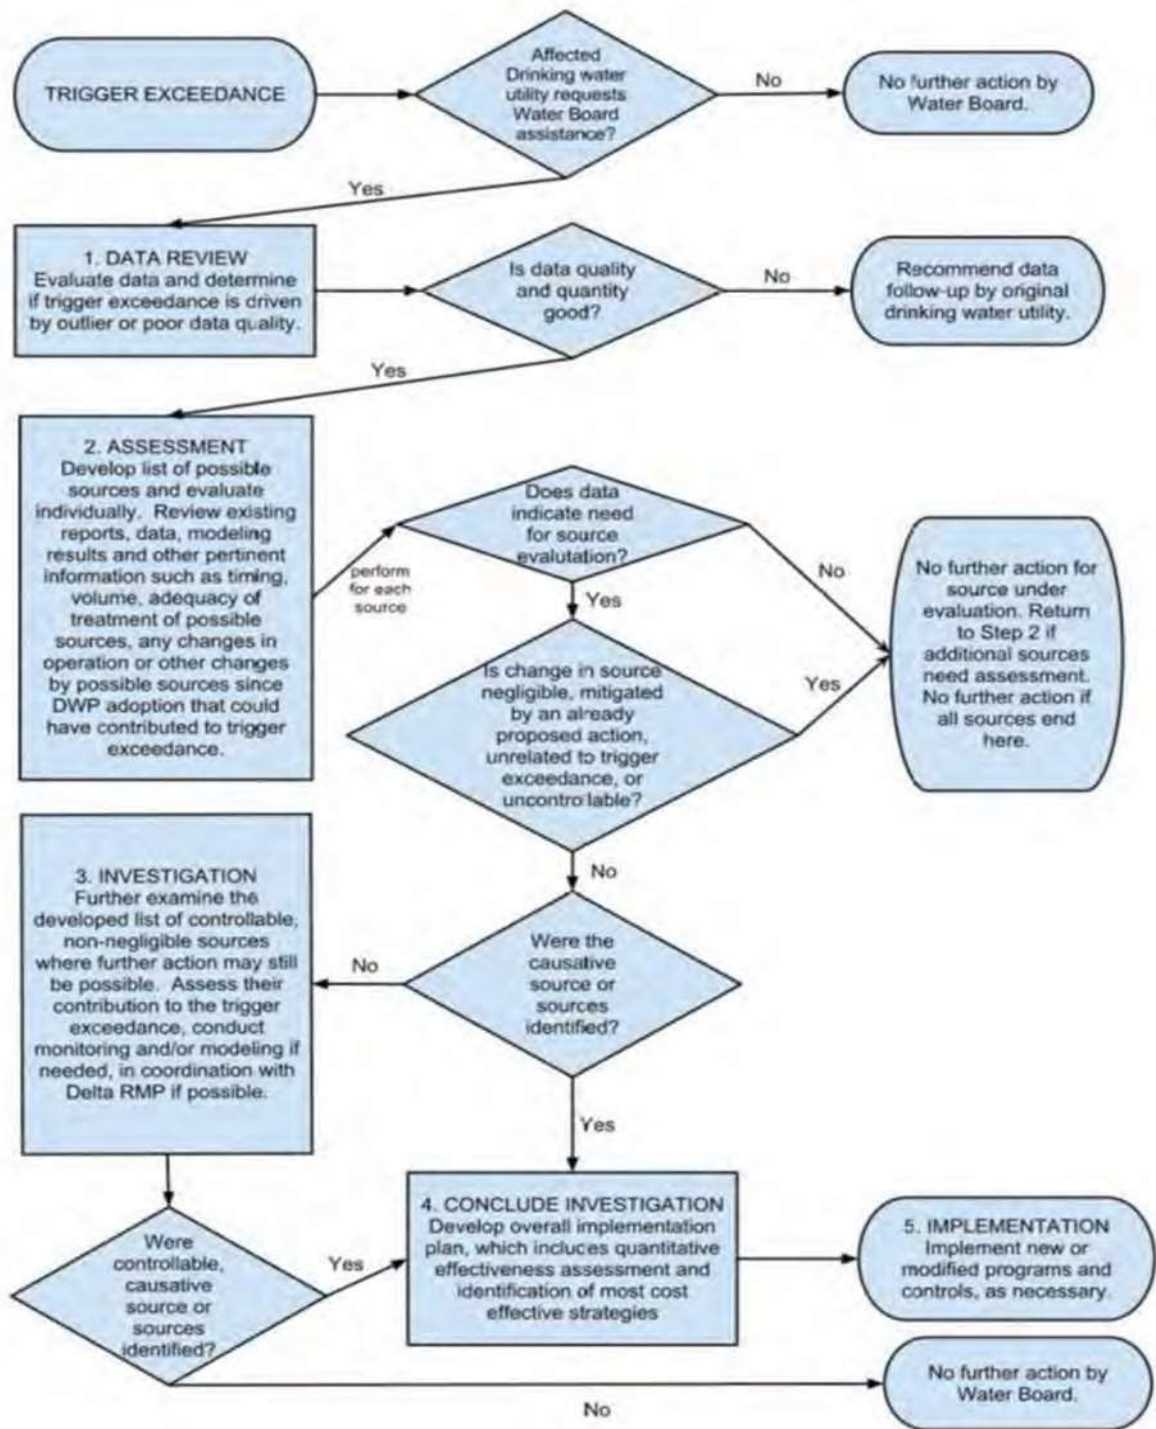 TRIGGER EXCEEDANCE
Affected
Drinking water
utility requests
Water Board
assistance?
No
No further action by
Water Board.
Yes
1. DATA REVIEW
Evaluate data and determine
if trigger exceedance is driven
by outlier or poor data quality.
Is data quality
and quantity
good?
No
Recommend data
follow-up by original
drinking water utility.
Yes
2. ASSESSMENT
Develop list of possible
sources and evaluate
individually. Review existing
reports, data, modeling
results and other pertinent
information such as timing,
volume, adequacy of
treatment of possible
sources, any changes in
operation or other changes
by possible sources since
DWP adoption that could
have contributed to trigger
exceedance.
perform
for each
source
Does data
indicate need
for source
evalutation?
No
Yes
Is change in source
negligible, mitigated
by an already
proposed action,
unrelated to trigger
exceedance, or
uncontrollable?
Yes
No further action for
source under
evaluation. Return
to Step 2 if
additional sources
need assessment.
No further action if
all sources end
here.
No
Were the
causative
source or
sources
identified?
No
3. INVESTIGATION
Further examine the
developed list of controllable,
non-negligible sources
where further action may still
be possible. Assess their
contribution to the trigger
exceedance, conduct
monitoring and/or modeling if
needed, in coordination with
Delta RMP if possible.
Yes
Were
controllable,
causative
source or
sources
identified?
Yes
4. CONCLUDE INVESTIGATION
Develop overall implementation
plan, which includes quantitative
effectiveness assessment and
identification of most cost
effective strategies
5. IMPLEMENTATION
Implement new or
modified programs and
controls, as necessary.
No
No further action by
Water Board.